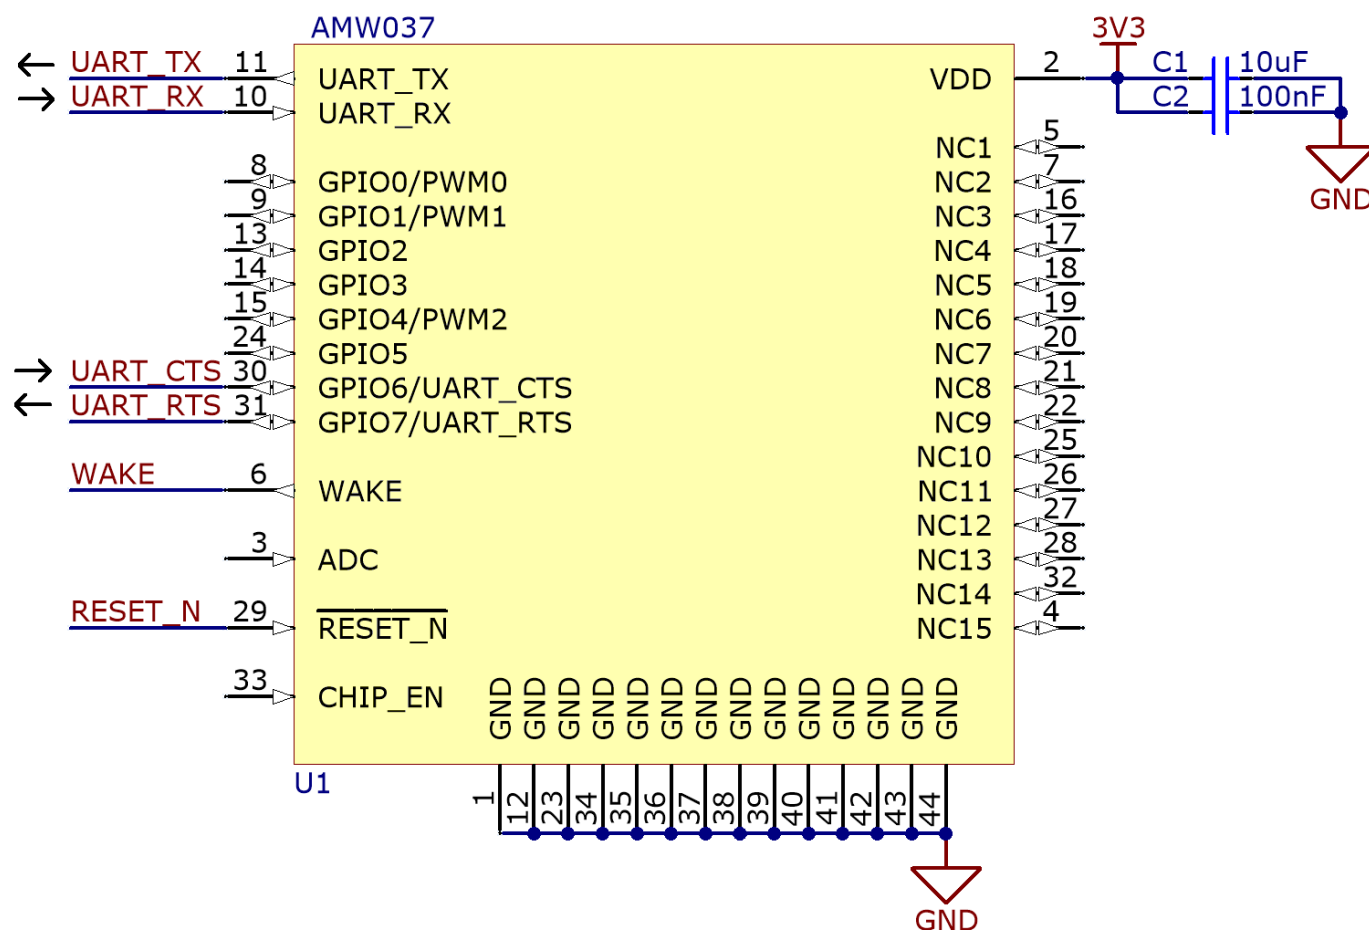 AMW037
3V3
UART_TX 11 UART_TX
VDD 2
C1 10uF
UART_RX 10 UART_RX
C2 100nF
GND
NC1 5
8 GPIO0/PWM0
NC2 7
9 GPIO1/PWM1
NC3 16
13 GPIO2
NC4 17
14 GPIO3
NC5 18
15 GPIO4/PWM2
NC6 19
24 GPIO5
NC7 20
UART_CTS 30 GPIO6/UART_CTS
NC8 21
UART_RTS 31 GPIO7/UART_RTS
NC9 22
NC10 25
WAKE 6 WAKE
NC11 26
NC12 27
3 ADC
NC13 28
NC14 32
RESET_N 29 RESET_N
NC15 4
33 CHIP_EN
GND GND GND GND GND GND GND GND GND GND GND GND GND GND
U1
1 12 23 34 35 36 37 38 39 40 41 42 43 44
GND